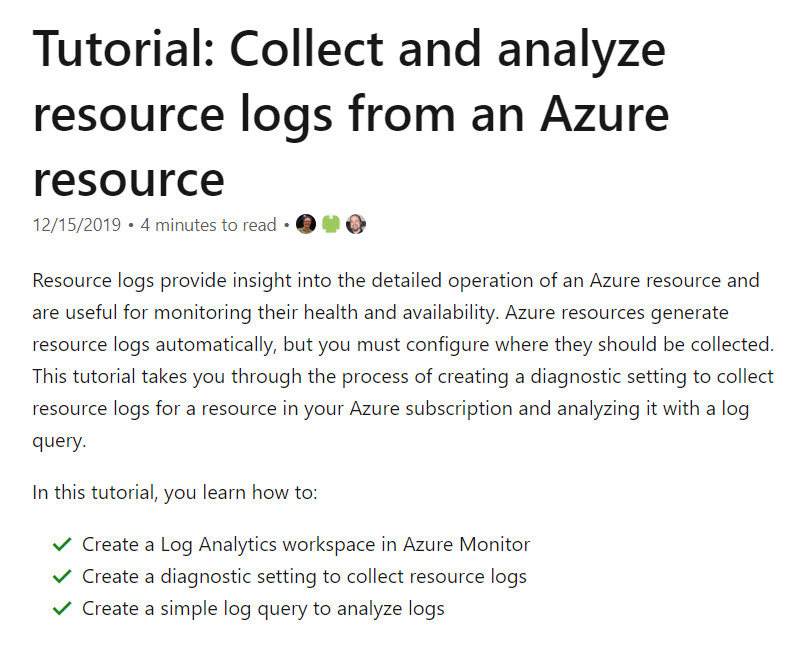 Tutorial: Collect and analyze
resource logs from an Azure
resource
12/15/2019 • 4 minutes to read •
Resource logs provide insight into the detailed operation of an Azure resource and
are useful for monitoring their health and availability. Azure resources generate
resource logs automatically, but you must configure where they should be collected.
This tutorial takes you through the process of creating a diagnostic setting to collect
resource logs for a resource in your Azure subscription and analyzing it with a log
query.
In this tutorial, you learn how to:
Create a Log Analytics workspace in Azure Monitor
Create a diagnostic setting to collect resource logs
Create a simple log query to analyze logs